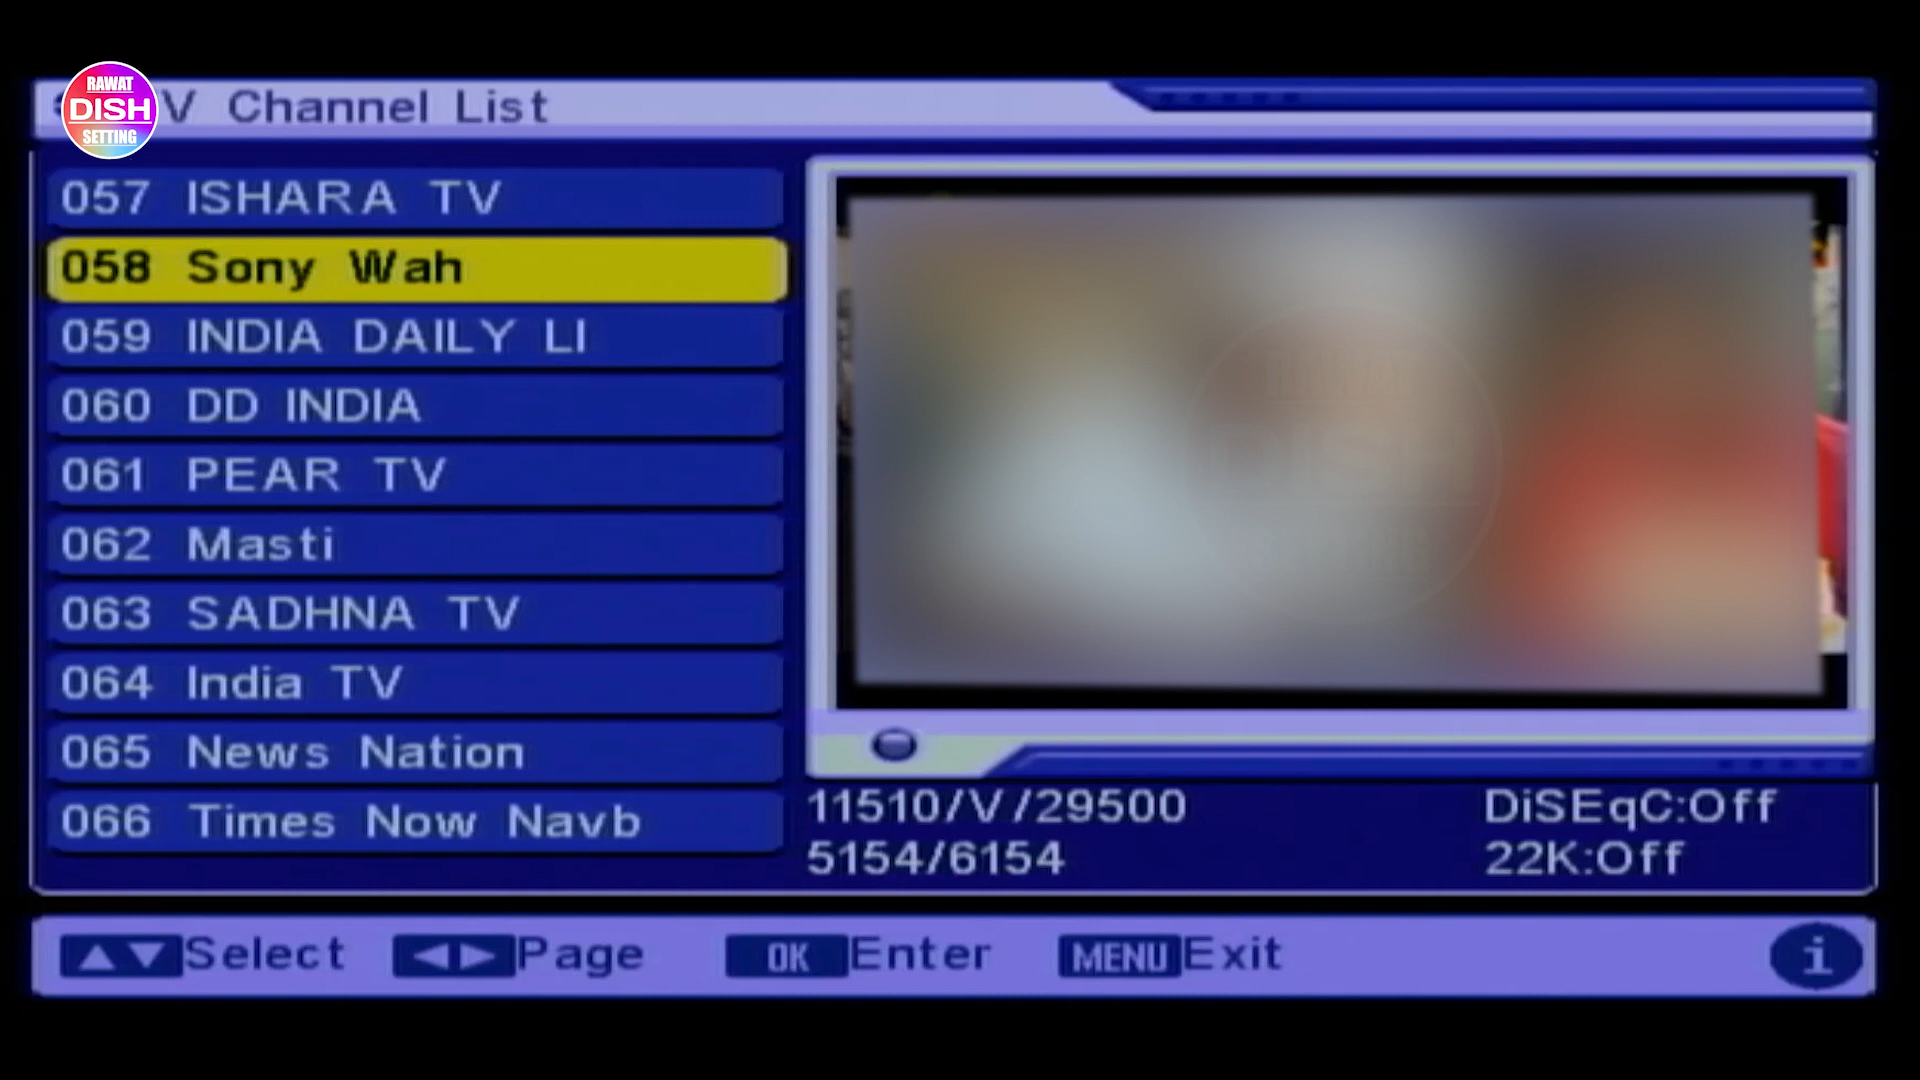 RAWAT
DISH
SETTING
V Channel List
057 ISHARA TV
058 Sony Wah
059 INDIA DAILY LI
060 DD INDIA
061 PEAR TV
062 Masti
063 SADHNA TV
064 India TV
065 News Nation
066 Times Now Navb
11510/V/29500
5154/6154
DiSEqC:Off
22K:Off
Select
Page
OK Enter
MENU Exit
i